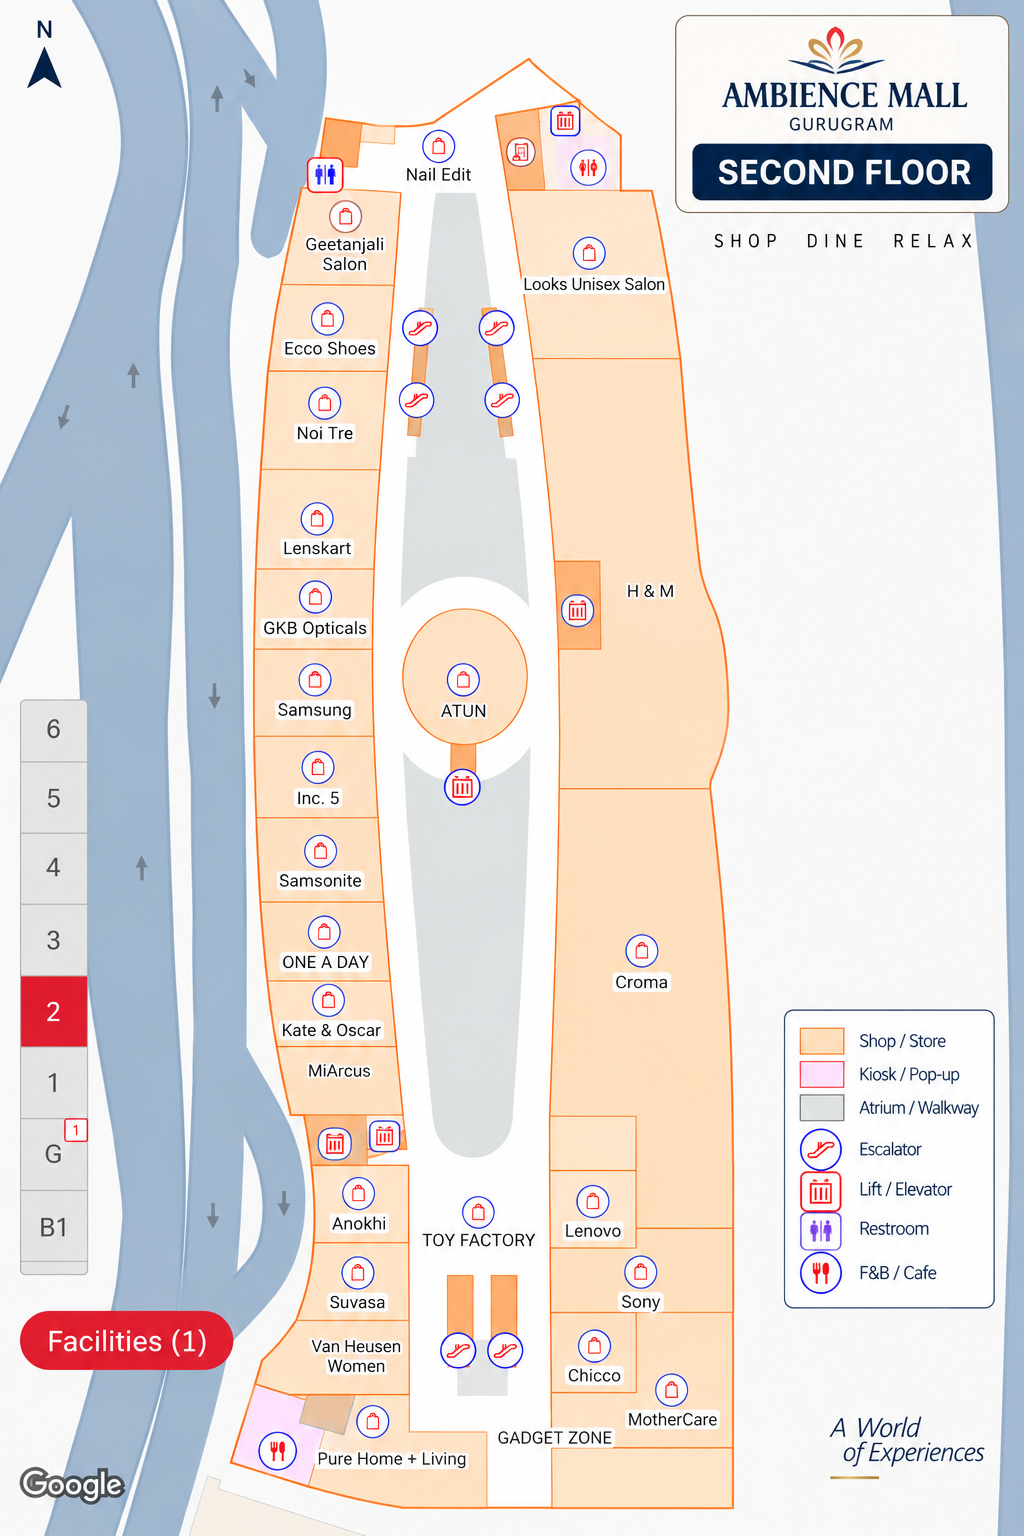 N
AMBIENCE MALL
GURUGRAM
SECOND FLOOR
SHOP DINE RELAX
Nail Edit
Geetanjali
Salon
Looks Unisex Salon
Ecco Shoes
Noi Tre
Lenskart
H & M
GKB Opticals
Samsung
ATUN
Inc. 5
Samsonite
ONE A DAY
Croma
Kate & Oscar
MiArcus
Anokhi
TOY FACTORY
Lenovo
Suvasa
Sony
Van Heusen
Women
Chicco
MotherCare
GADGET ZONE
Pure Home + Living
6
5
4
3
2
1
1
G
B1
Facilities (1)
Shop / Store
Kiosk / Pop-up
Atrium / Walkway
Escalator
Lift / Elevator
Restroom
F&B / Cafe
A World
of Experiences
Google